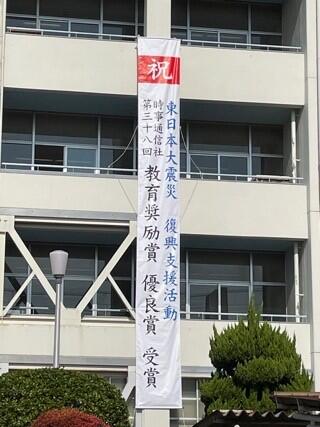 祝
東日本大震災 復興支援活動
時事通信社
第三十八回
教育奨励賞 優良賞 受賞